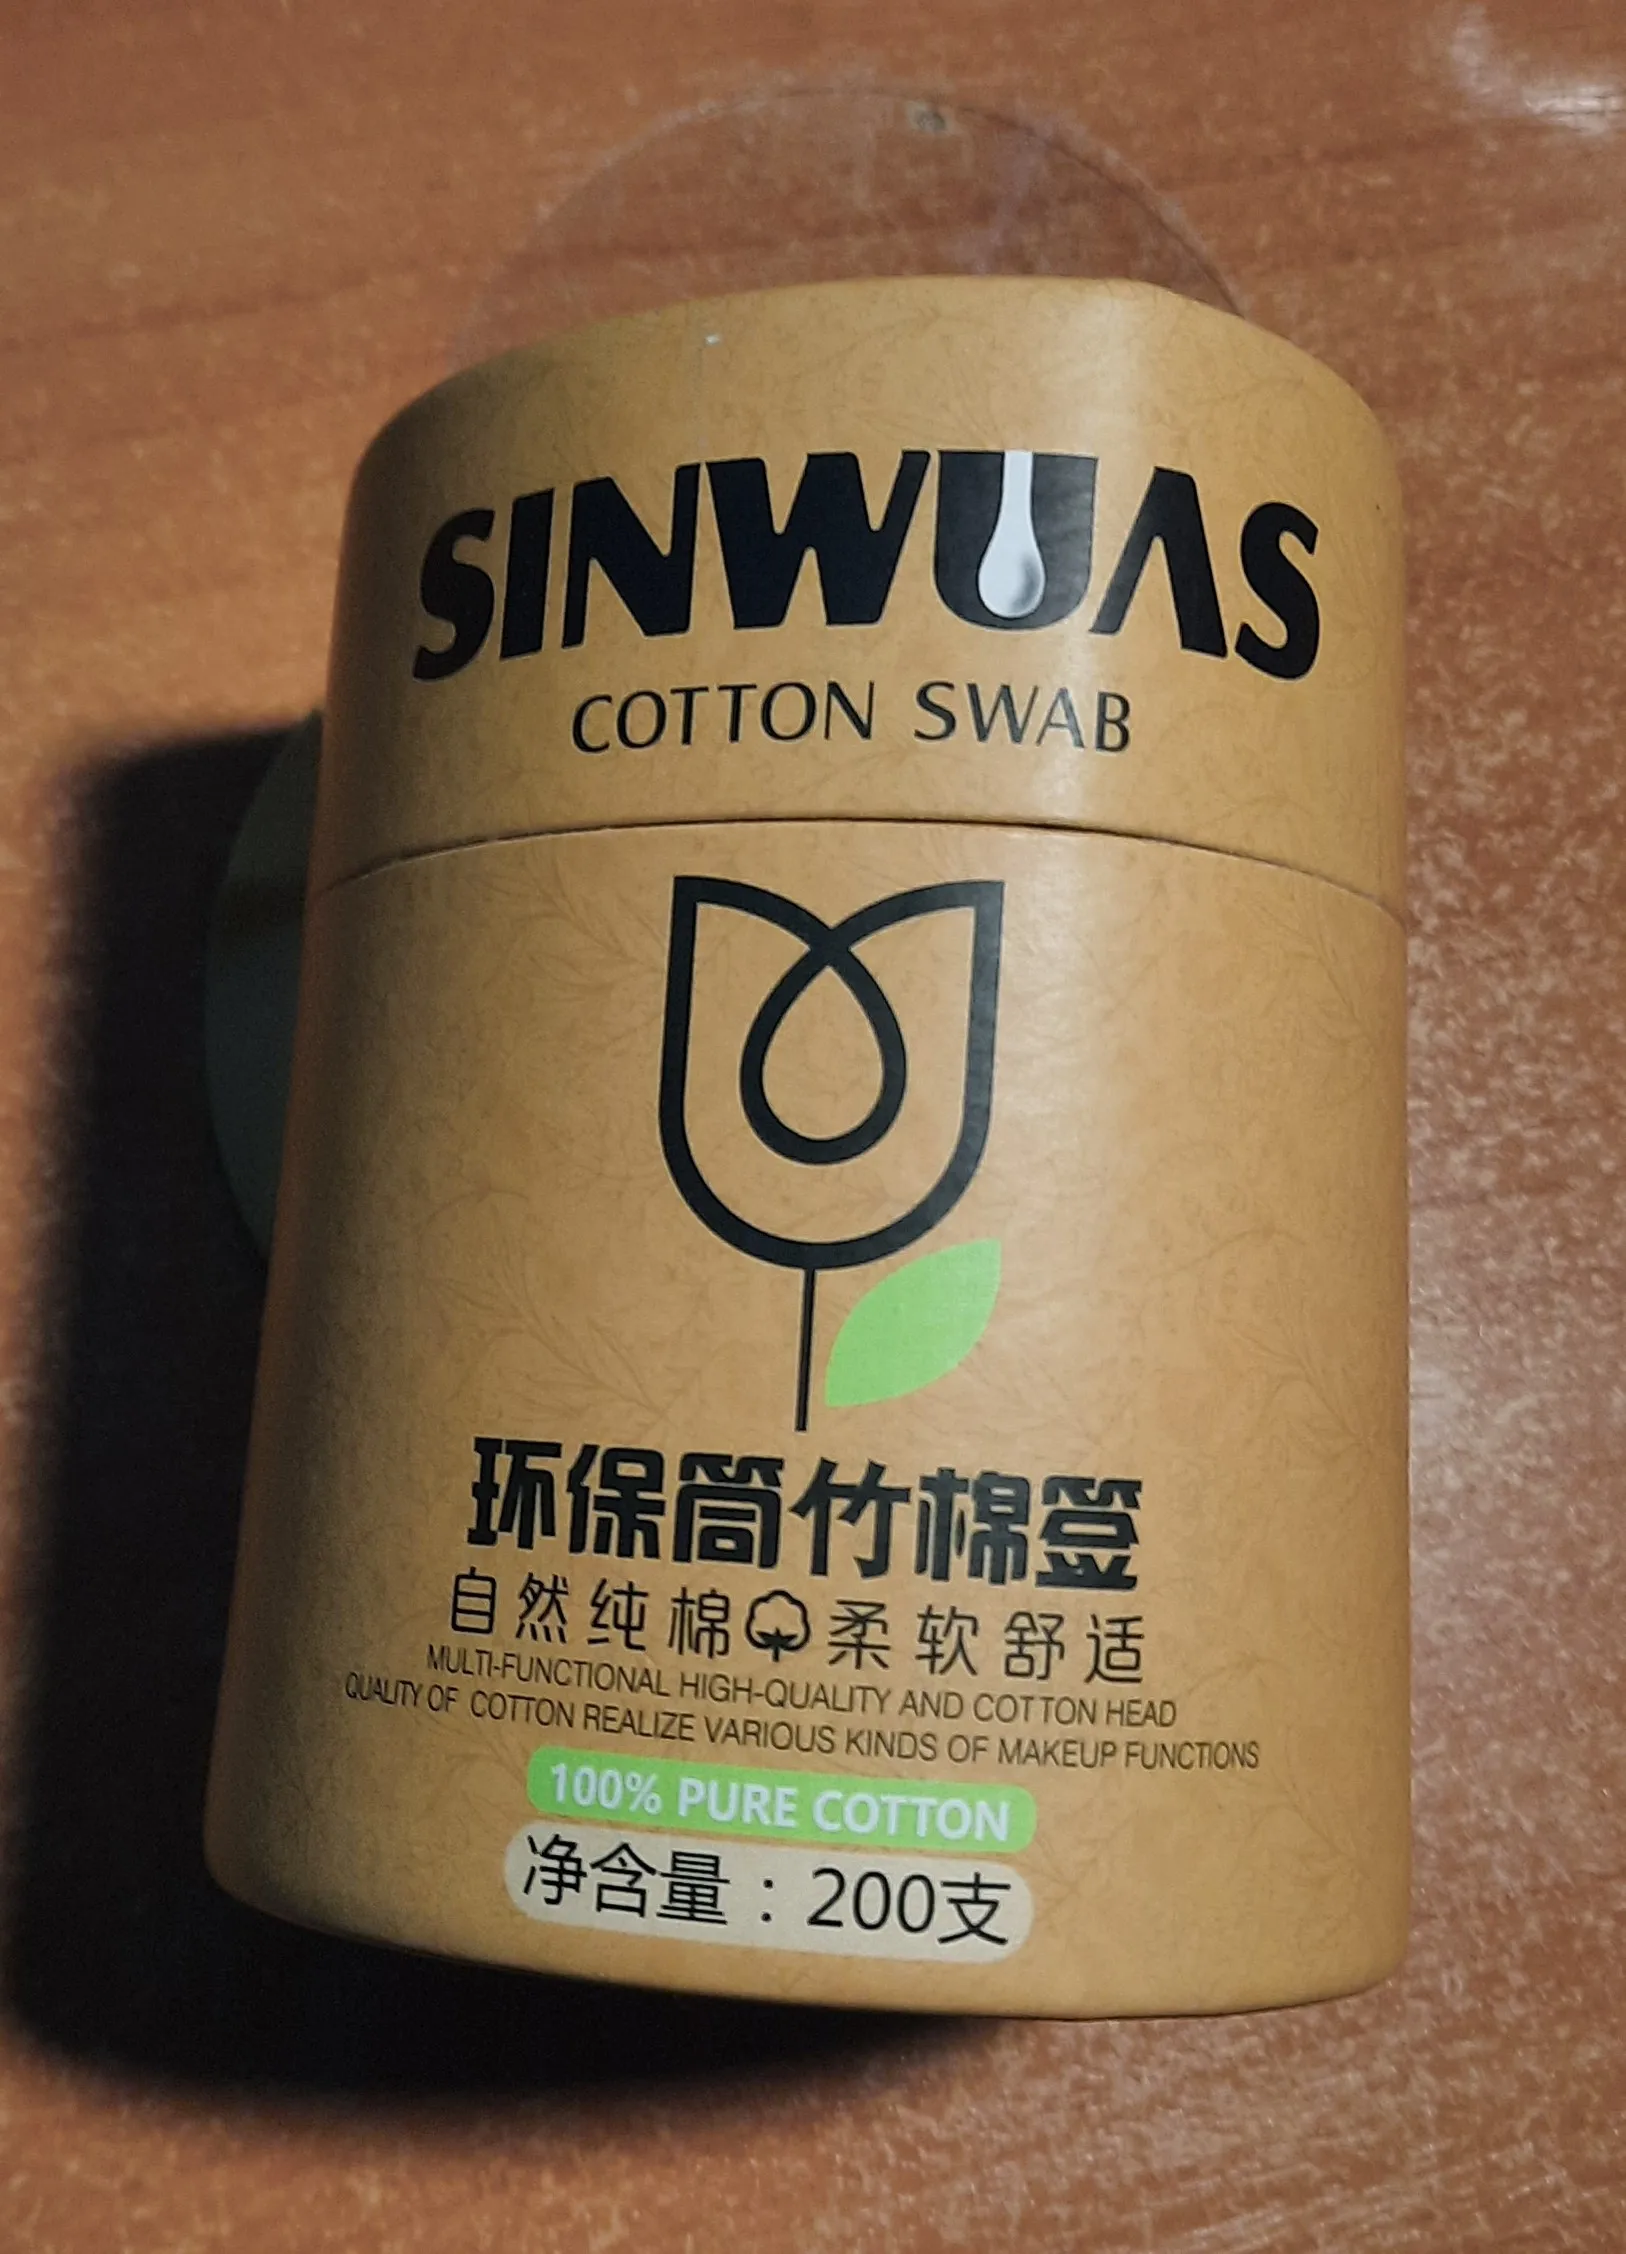 SINWUAS
COTTON SWAB
环保筒竹棉签
自然纯棉柔软舒适
MULTI-FUNCTIONAL HIGH-QUALITY AND COTTON HEAD
QUALITY OF COTTON REALIZE VARIOUS KINDS OF MAKEUP FUNCTIONS
100% PURE COTTON
净含量：200支